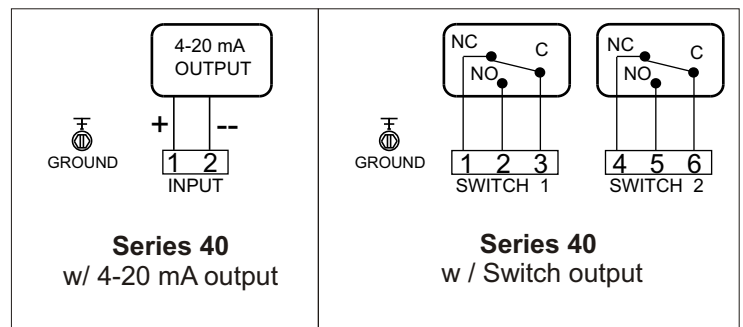 4-20 mA
OUTPUT
+ --
GROUND
1 2
INPUT
Series 40
w/ 4-20 mA output
NC C
NO
NC C
NO
GROUND
1 2 3
SWITCH 1
4 5 6
SWITCH 2
Series 40
w / Switch output